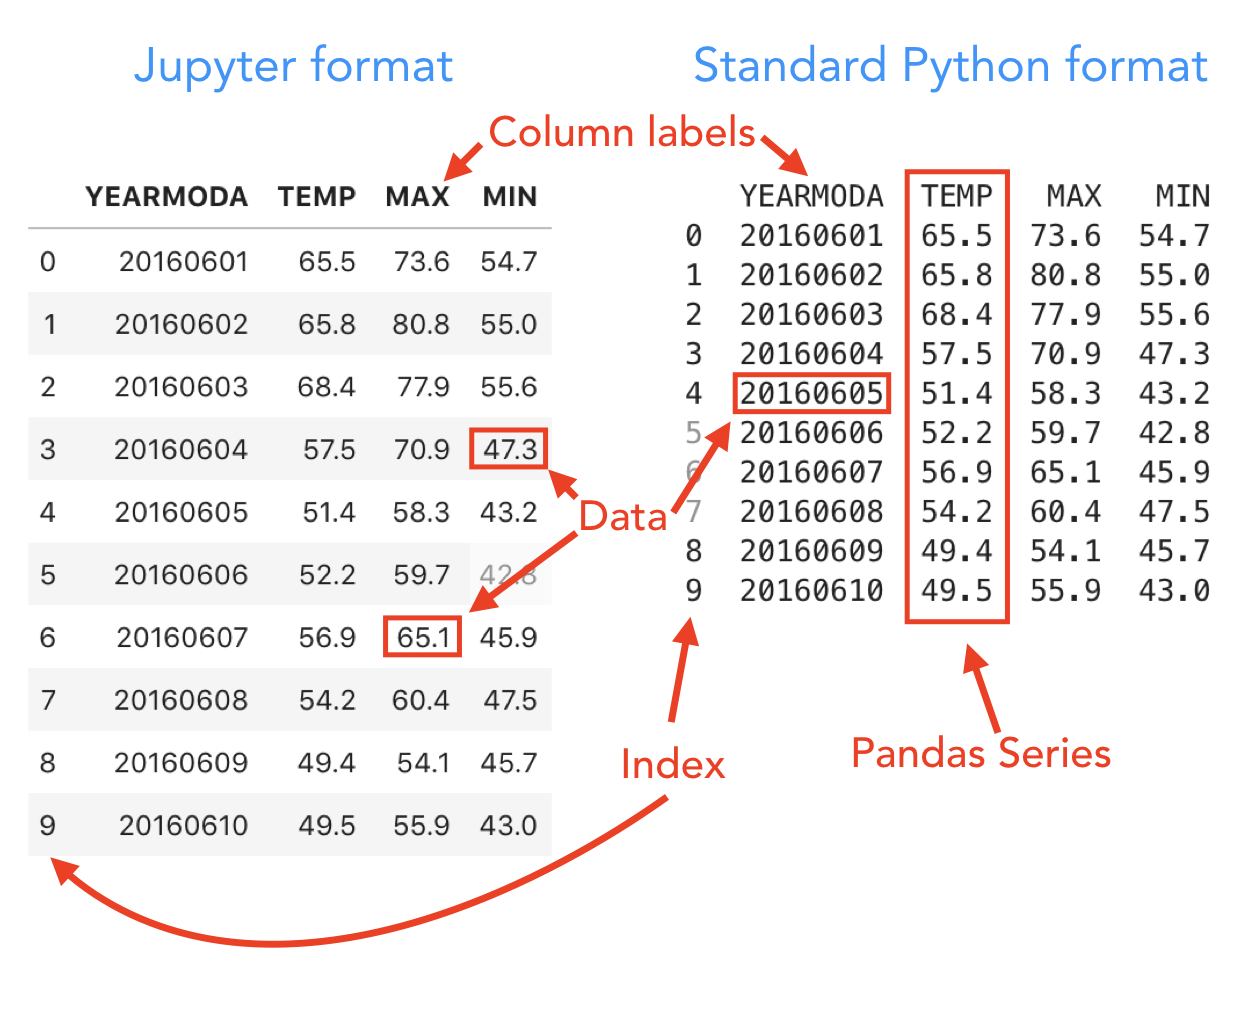 Jupyter format
Standard Python format
Column labels
YEARMODA TEMP MAX MIN
0 20160601 65.5 73.6 54.7
1 20160602 65.8 80.8 55.0
2 20160603 68.4 77.9 55.6
3 20160604 57.5 70.9 47.3
4 20160605 51.4 58.3 43.2
5 20160606 52.2 59.7 42.8
6 20160607 56.9 65.1 45.9
7 20160608 54.2 60.4 47.5
8 20160609 49.4 54.1 45.7
9 20160610 49.5 55.9 43.0
YEARMODA TEMP MAX MIN
0 20160601 65.5 73.6 54.7
1 20160602 65.8 80.8 55.0
2 20160603 68.4 77.9 55.6
3 20160604 57.5 70.9 47.3
4 20160605 51.4 58.3 43.2
5 20160606 52.2 59.7 42.8
6 20160607 56.9 65.1 45.9
7 20160608 54.2 60.4 47.5
8 20160609 49.4 54.1 45.7
9 20160610 49.5 55.9 43.0
Data
Index
Pandas Series